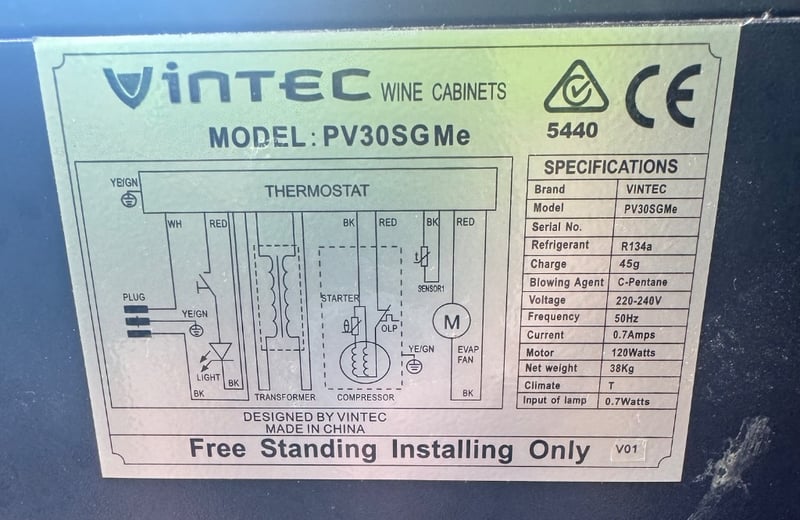 VINTEC WINE CABINETS
5440 CE
MODEL: PV30SGMe
THERMOSTAT
YE/GN
WH RED BK RED BK RED
t
SENSOR1
STARTER
PLUG
YE/GN
θ
OLP
M
YE/GN
EVAP
FAN
LIGHT
BK
BK
TRANSFORMER
COMPRESSOR
BK
SPECIFICATIONS
Brand VINTEC
Model PV30SGMe
Serial No.
Refrigerant R134a
Charge 45g
Blowing Agent C-Pentane
Voltage 220-240V
Frequency 50Hz
Current 0.7Amps
Motor 120Watts
Net weight 38Kg
Climate T
Input of lamp 0.7Watts
DESIGNED BY VINTEC
MADE IN CHINA
Free Standing Installing Only V01